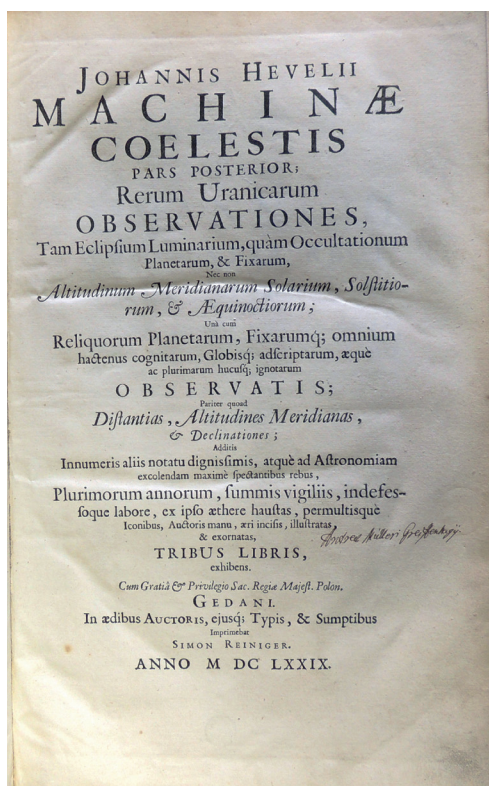 JOHANNIS HEVELII
MACHINÆ
COELESTIS
PARS POSTERIOR;
Rerum Uranicarum
OBSERVATIONES,
Tam Eclipsium Luminarium, quàm Occultationum
Planetarum, & Fixarum,
Nec non
Altitudinum Meridianarum Solarium, Solſtitio-
rum, & Æquinoctiorum;
Unà cum
Reliquorum Planetarum, Fixarumq́; omnium
hactenus cognitarum, Globisq́; adſcriptarum, æquè
ac plurimarum hucuſq́; ignotarum
OBSERVATIS;
Pariter quoad
Diſtantias, Altitudines Meridianas,
& Declinationes;
Additis
Innumeris aliis notatu digniſsimis, atquè ad Aſtronomiam
excolendam maximè ſpectantibus rebus,
Plurimorum annorum, ſummis vigiliis, indefeſ-
ſoque labore, ex ipſo æthere hauſtas, permultisquè
Iconibus, Auctoris manu, æri inciſis, illuſtratas,
& exornatas,
TRIBUS LIBRIS,
exhibens.
Andreæ Mülleri Greiffenhagij
Cum Gratiâ & Privilegio Sac. Regiæ Majeſt. Polon.
GEDANI.
In ædibus AUCTORIS, ejusq́; Typis, & Sumptibus
Imprimebat
SIMON REINIGER.
ANNO M DC LXXIX.